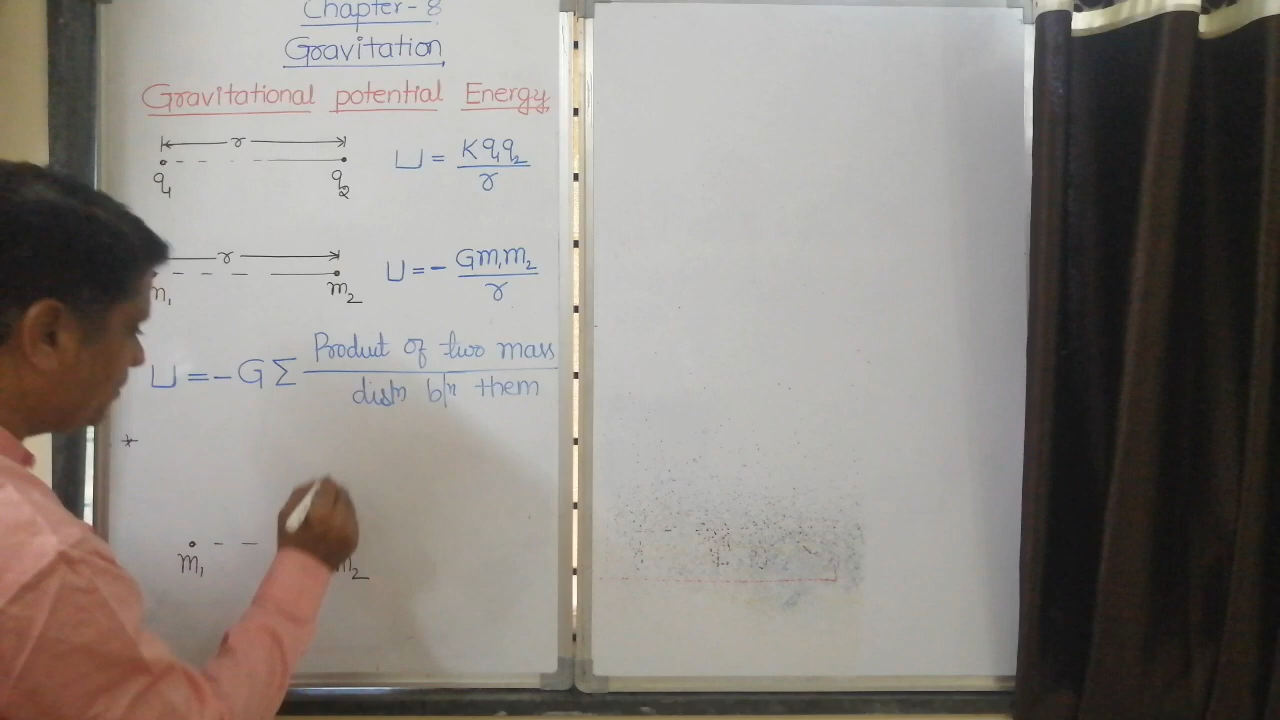 Chapter - 8
Gravitation
Gravitational potential Energy
r
q₁ q₂
U = Kq₁q₂/r
r
m₁ m₂
U = - Gm₁m₂/r
U = - G Σ Product of two mass / distn b/n them
*
m₁ m₂